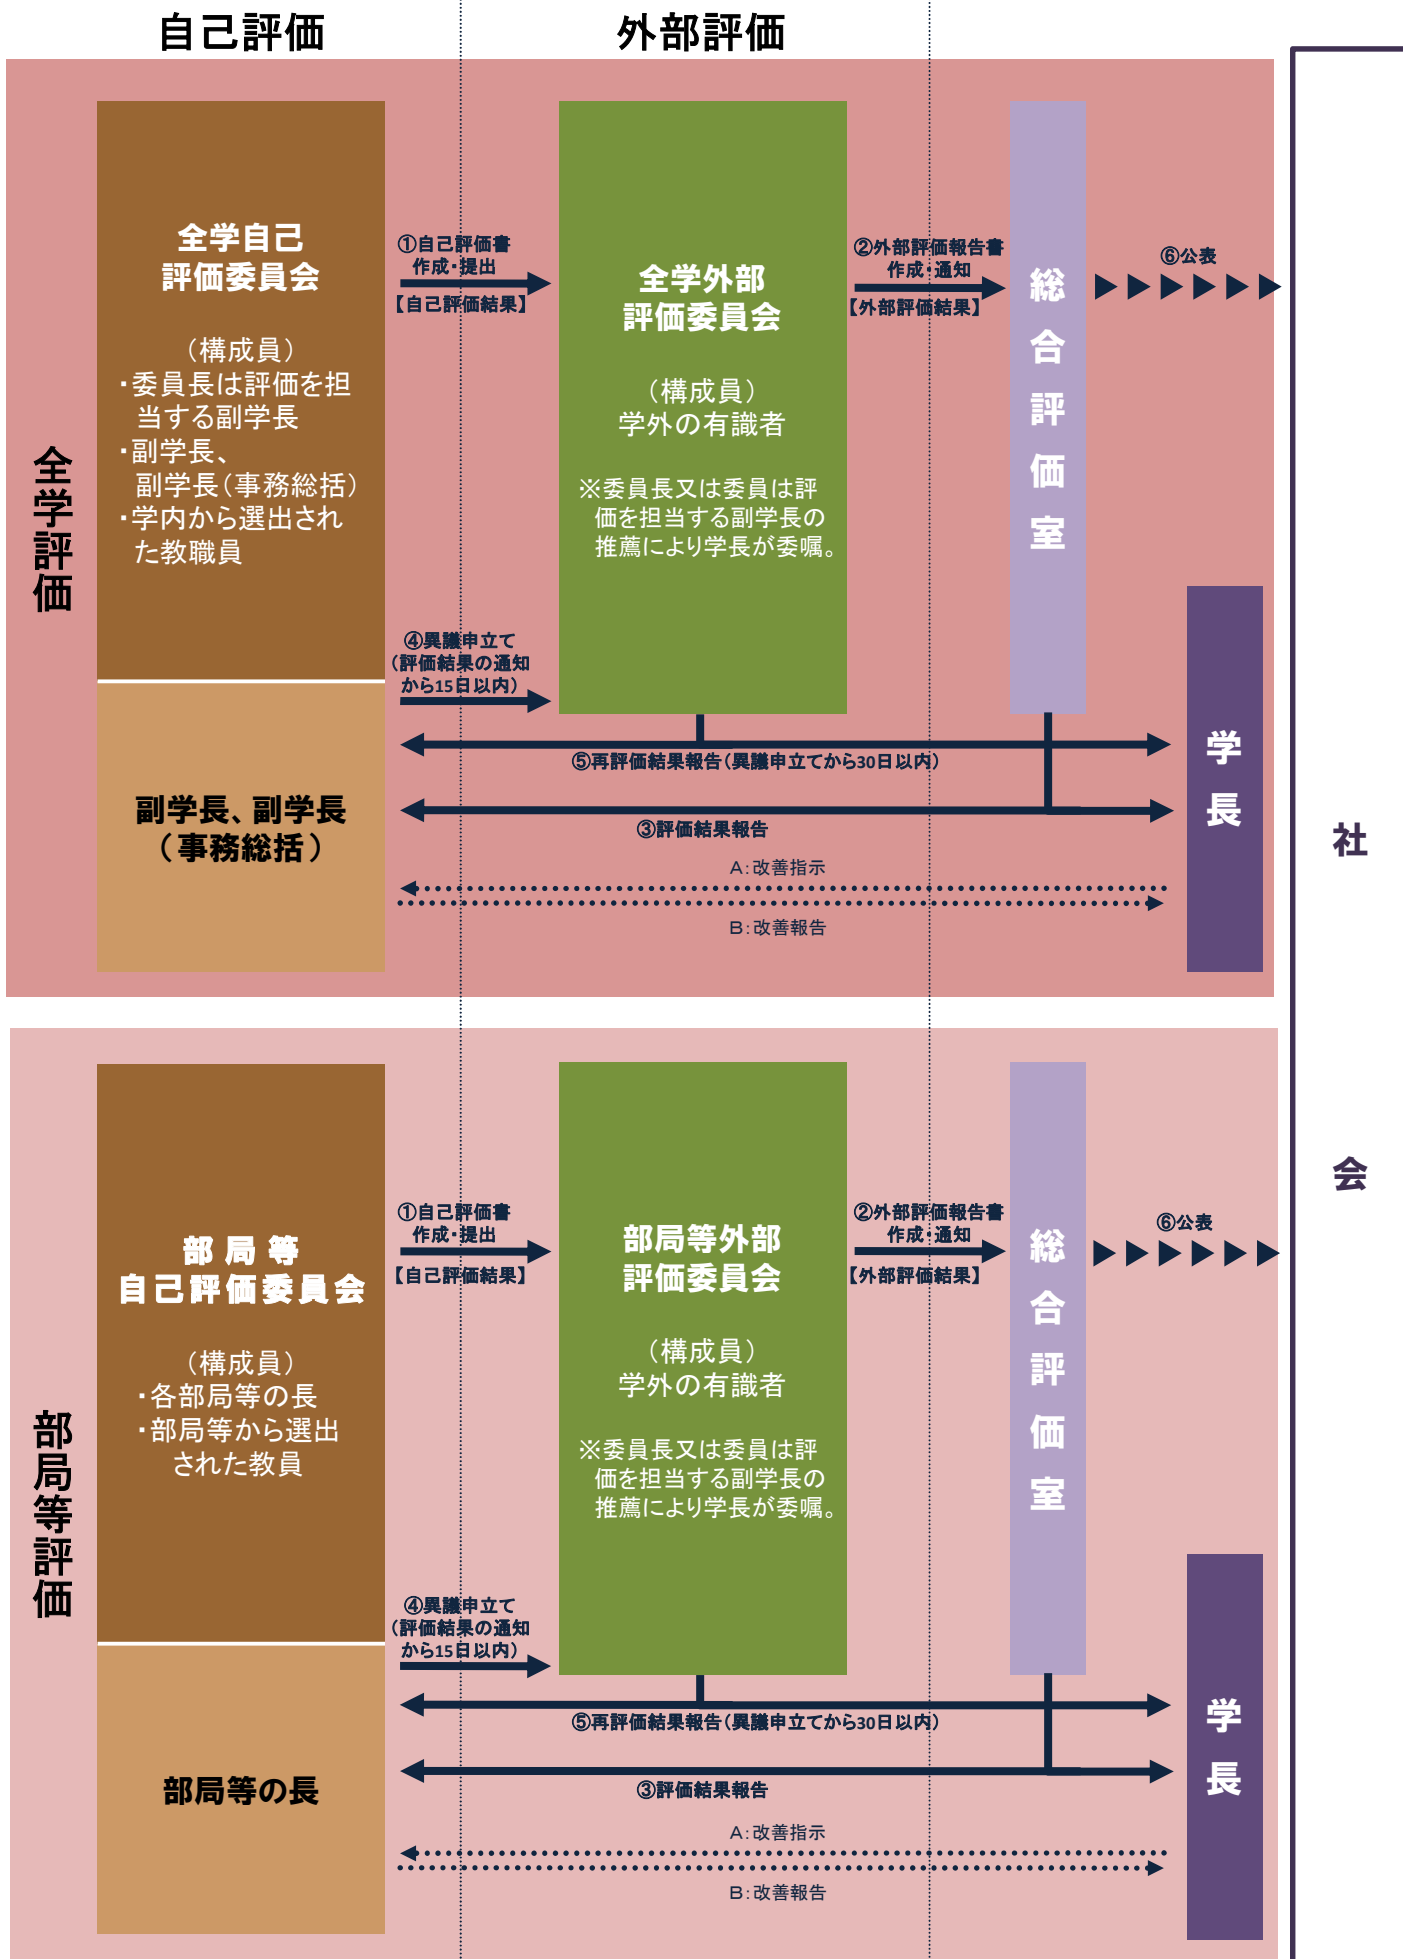 自己評価
外部評価
全学評価
全学自己
評価委員会
（構成員）
・委員長は評価を担
当する副学長
・副学長、
副学長（事務総括）
・学内から選出され
た教職員
①自己評価書
作成・提出
【自己評価結果】
全学外部
評価委員会
（構成員）
学外の有識者
※委員長又は委員は評
価を担当する副学長の
推薦により学長が委嘱。
②外部評価報告書
作成・通知
【外部評価結果】
総合評価室
⑥公表
④異議申立て
（評価結果の通知
から15日以内）
⑤再評価結果報告（異議申立てから30日以内）
副学長、副学長
（事務総括）
③評価結果報告
A：改善指示
B：改善報告
学長
社会
部局等評価
部局等
自己評価委員会
（構成員）
・各部局等の長
・部局等から選出
された教員
①自己評価書
作成・提出
【自己評価結果】
部局等外部
評価委員会
（構成員）
学外の有識者
※委員長又は委員は評
価を担当する副学長の
推薦により学長が委嘱。
②外部評価報告書
作成・通知
【外部評価結果】
総合評価室
⑥公表
④異議申立て
（評価結果の通知
から15日以内）
⑤再評価結果報告（異議申立てから30日以内）
部局等の長
③評価結果報告
A：改善指示
B：改善報告
学長